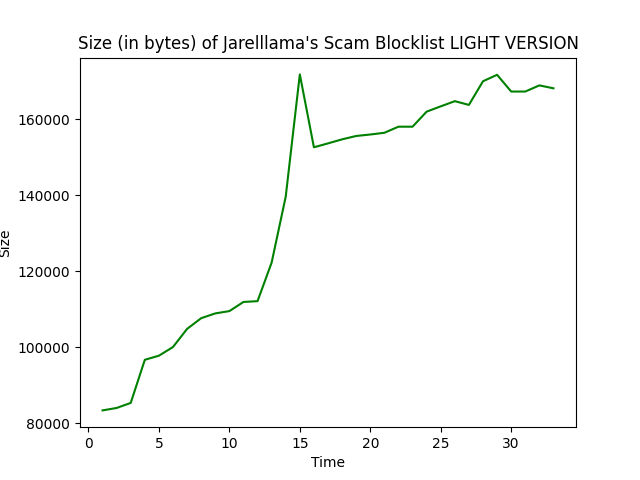 Size (in bytes) of Jarelllama's Scam Blocklist LIGHT VERSION
160000
140000
120000
100000
80000
Size
0 5 10 15 20 25 30
Time